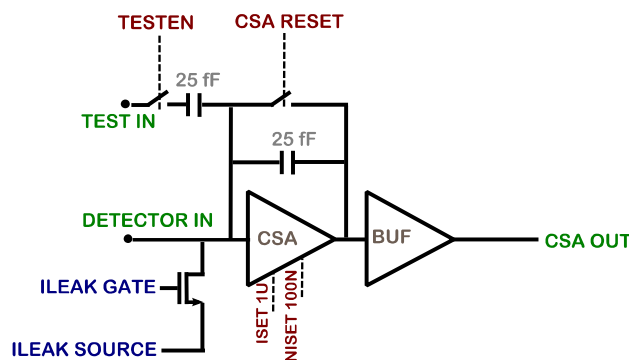 TESTEN
CSA RESET
25 fF
TEST IN
25 fF
DETECTOR IN
CSA
BUF
CSA OUT
ILEAK GATE
ISET 1U
NISET 100N
ILEAK SOURCE